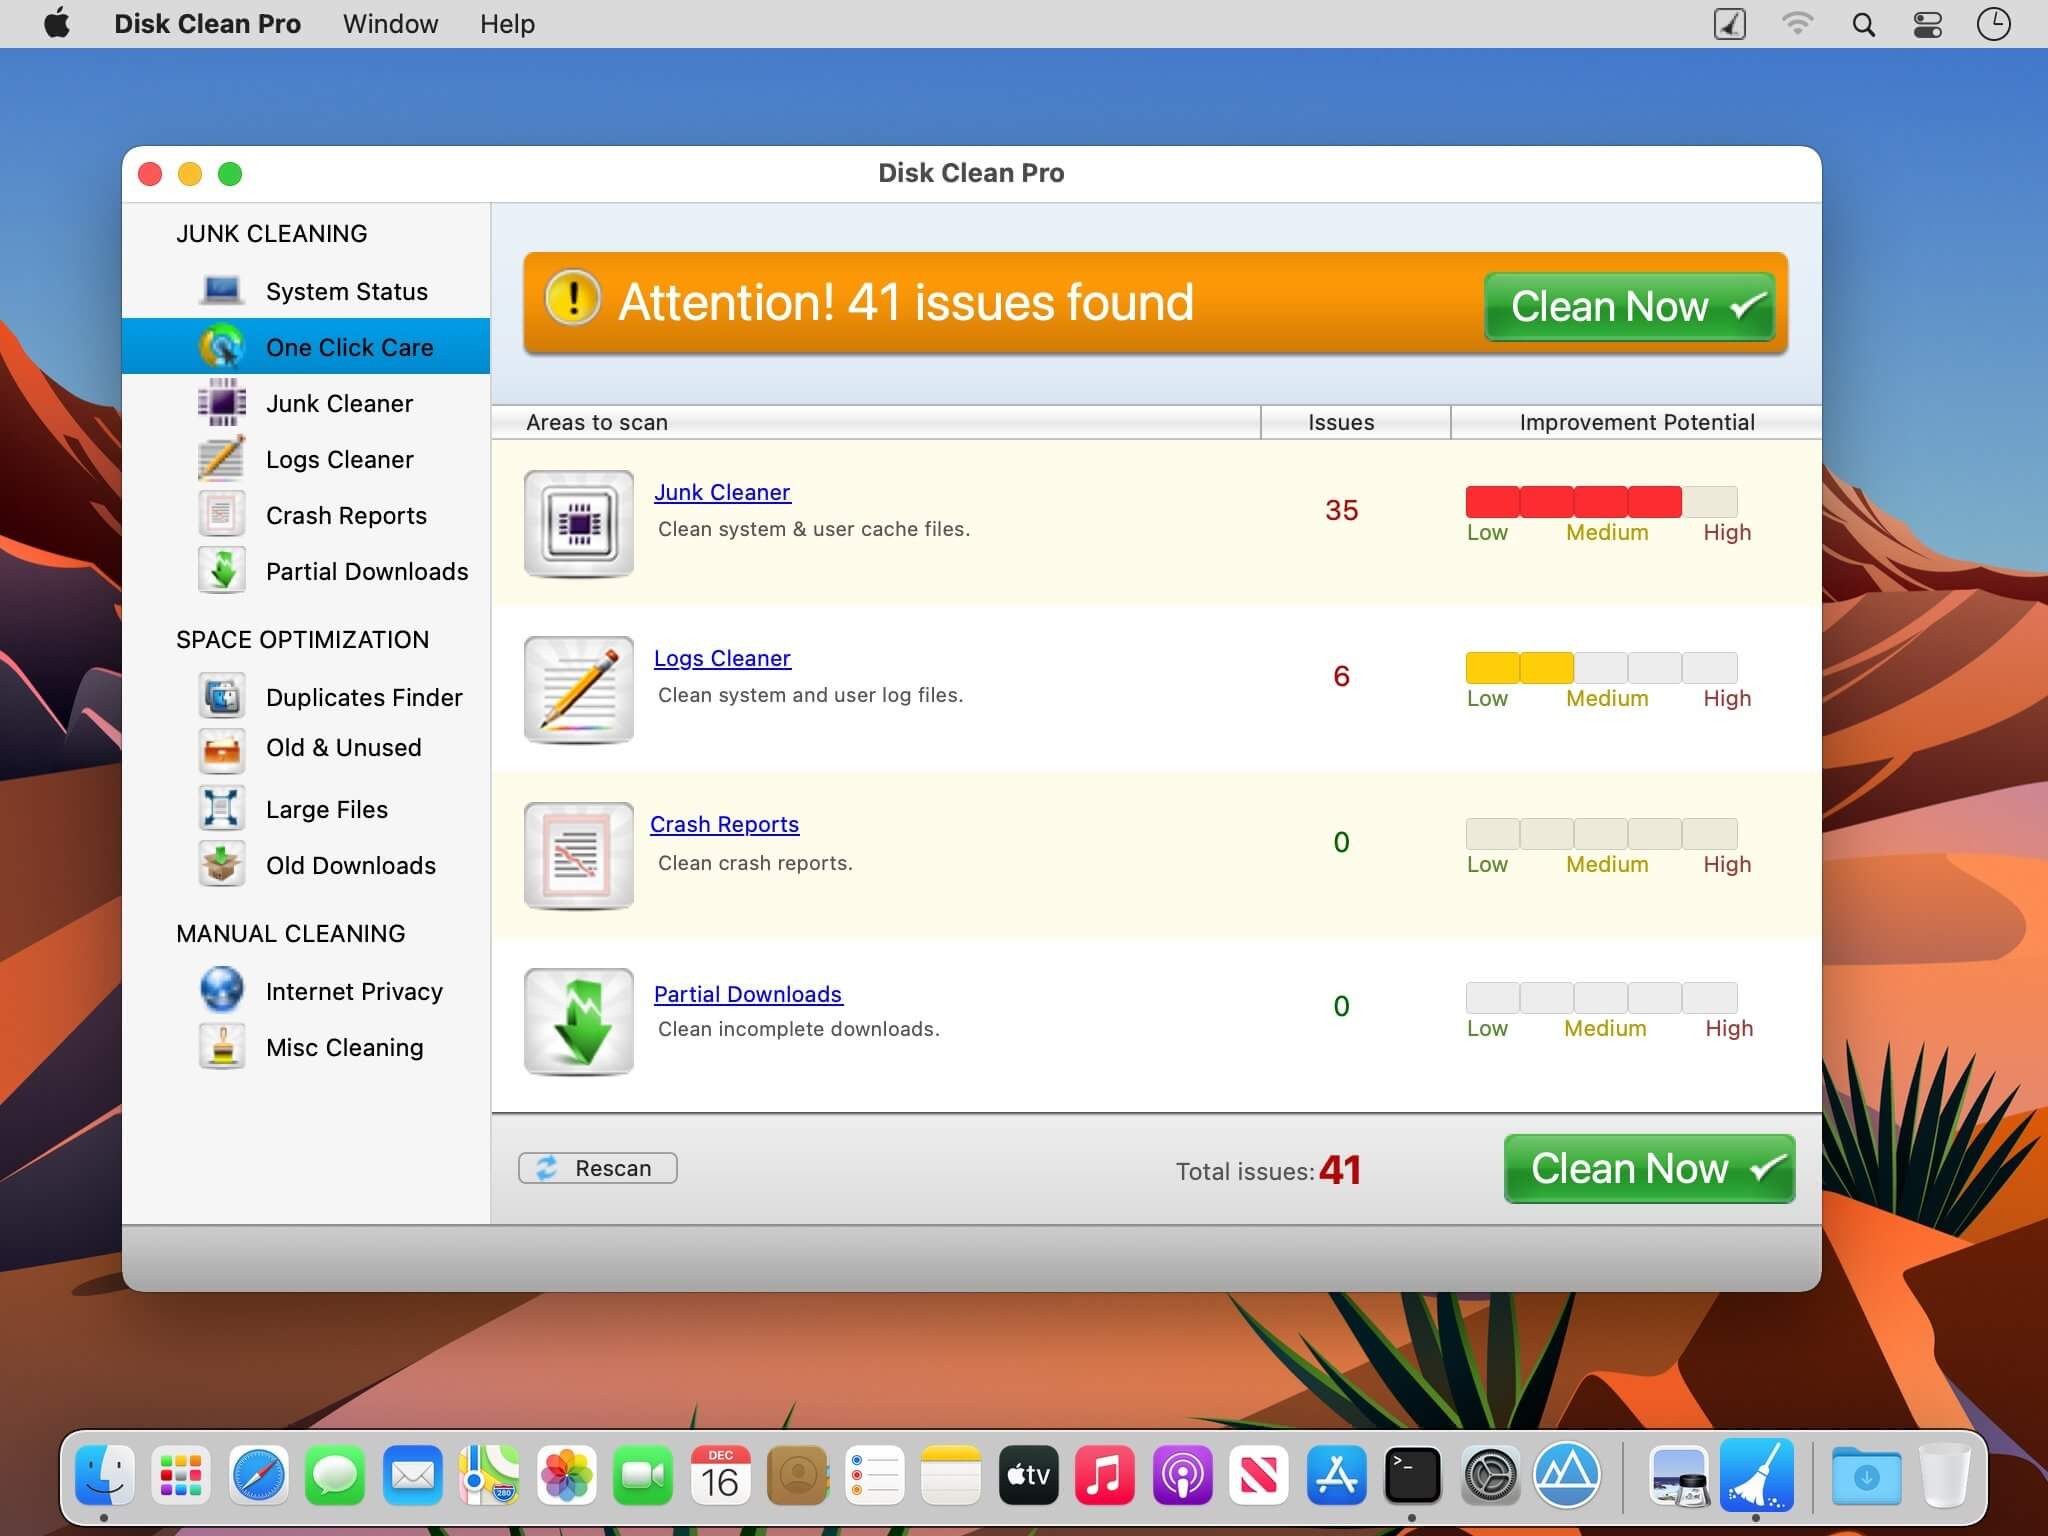 Disk Clean Pro Window Help
Disk Clean Pro
JUNK CLEANING
System Status
One Click Care
Junk Cleaner
Logs Cleaner
Crash Reports
Partial Downloads
SPACE OPTIMIZATION
Duplicates Finder
Old & Unused
Large Files
Old Downloads
MANUAL CLEANING
Internet Privacy
Misc Cleaning
Attention! 41 issues found
Clean Now
Areas to scan Issues Improvement Potential
Junk Cleaner
Clean system & user cache files.
35
Low Medium High
Logs Cleaner
Clean system and user log files.
6
Low Medium High
Crash Reports
Clean crash reports.
0
Low Medium High
Partial Downloads
Clean incomplete downloads.
0
Low Medium High
Rescan
Total issues: 41
Clean Now
280
DEC
16
tv
>_